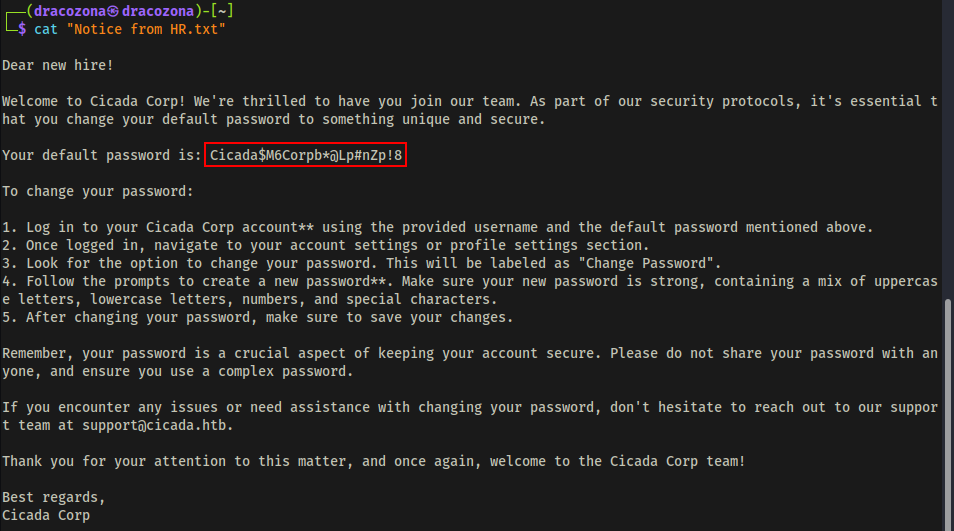 ┌──(dracozona㉿dracozona)-[~]
└─$ cat "Notice from HR.txt"
Dear new hire!
Welcome to Cicada Corp! We're thrilled to have you join our team. As part of our security protocols, it's essential t
hat you change your default password to something unique and secure.
Your default password is: Cicada$M6Corpb*@Lp#nZp!8
To change your password:
1. Log in to your Cicada Corp account** using the provided username and the default password mentioned above.
2. Once logged in, navigate to your account settings or profile settings section.
3. Look for the option to change your password. This will be labeled as "Change Password".
4. Follow the prompts to create a new password**. Make sure your new password is strong, containing a mix of uppercas
e letters, lowercase letters, numbers, and special characters.
5. After changing your password, make sure to save your changes.
Remember, your password is a crucial aspect of keeping your account secure. Please do not share your password with an
yone, and ensure you use a complex password.
If you encounter any issues or need assistance with changing your password, don't hesitate to reach out to our suppor
t team at support@cicada.htb.
Thank you for your attention to this matter, and once again, welcome to the Cicada Corp team!
Best regards,
Cicada Corp